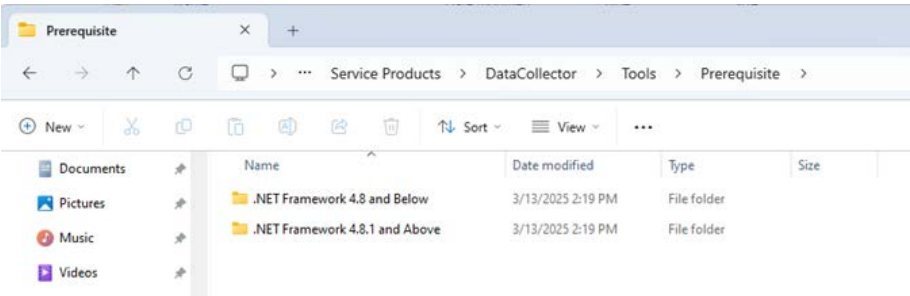 Prerequisite
... Service Products > DataCollector > Tools > Prerequisite >
New Sort View ...
Name Date modified Type Size
Documents
Pictures
Music
Videos
.NET Framework 4.8 and Below 3/13/2025 2:19 PM File folder
.NET Framework 4.8.1 and Above 3/13/2025 2:19 PM File folder